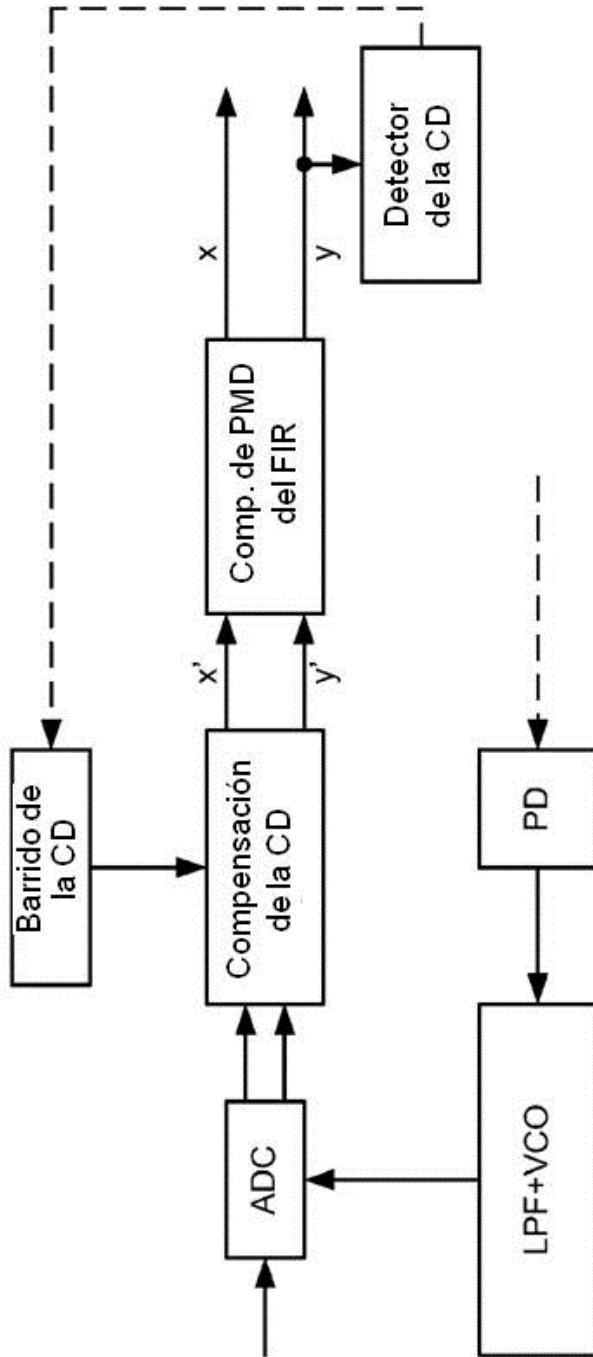 Barrido de
la CD
ADC
Compensación
de la CD
x'
y'
Comp. de PMD
del FIR
x
y
Detector
de la CD
LPF+VCO
PD